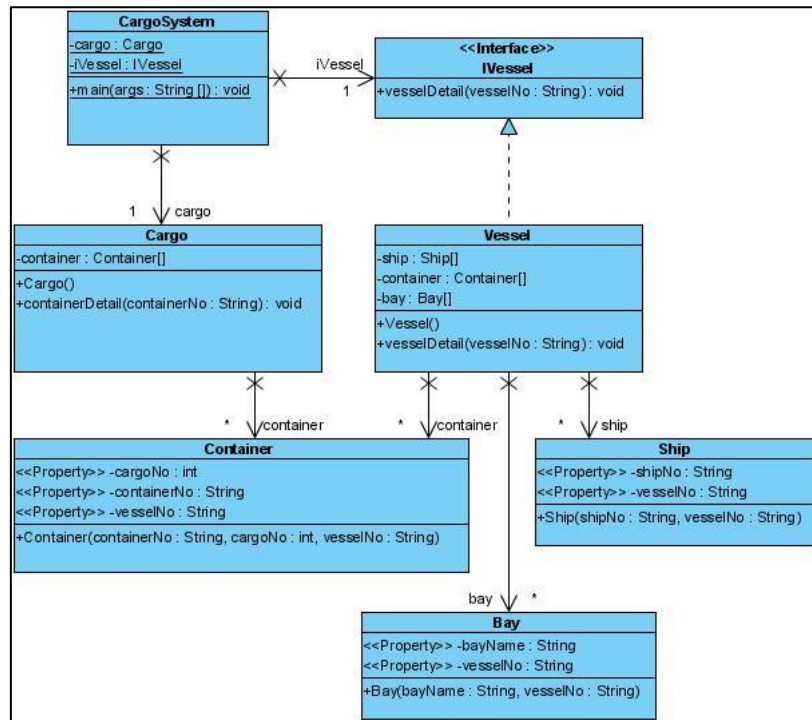 CargoSystem
-cargo : Cargo
-iVessel : IVessel
+main(args : String []) : void
iVessel
1
<<Interface>>
IVessel
+vesselDetail(vesselNo : String) : void
1
cargo
Cargo
-container : Container[]
+Cargo()
+containerDetail(containerNo : String) : void
Vessel
-ship : Ship[]
-container : Container[]
-bay : Bay[]
+Vessel()
+vesselDetail(vesselNo : String) : void
* container
* container
* ship
Container
<<Property>> -cargoNo : int
<<Property>> -containerNo : String
<<Property>> -vesselNo : String
+Container(containerNo : String, cargoNo : int, vesselNo : String)
Ship
<<Property>> -shipNo : String
<<Property>> -vesselNo : String
+Ship(shipNo : String, vesselNo : String)
bay *
Bay
<<Property>> -bayName : String
<<Property>> -vesselNo : String
+Bay(bayName : String, vesselNo : String)